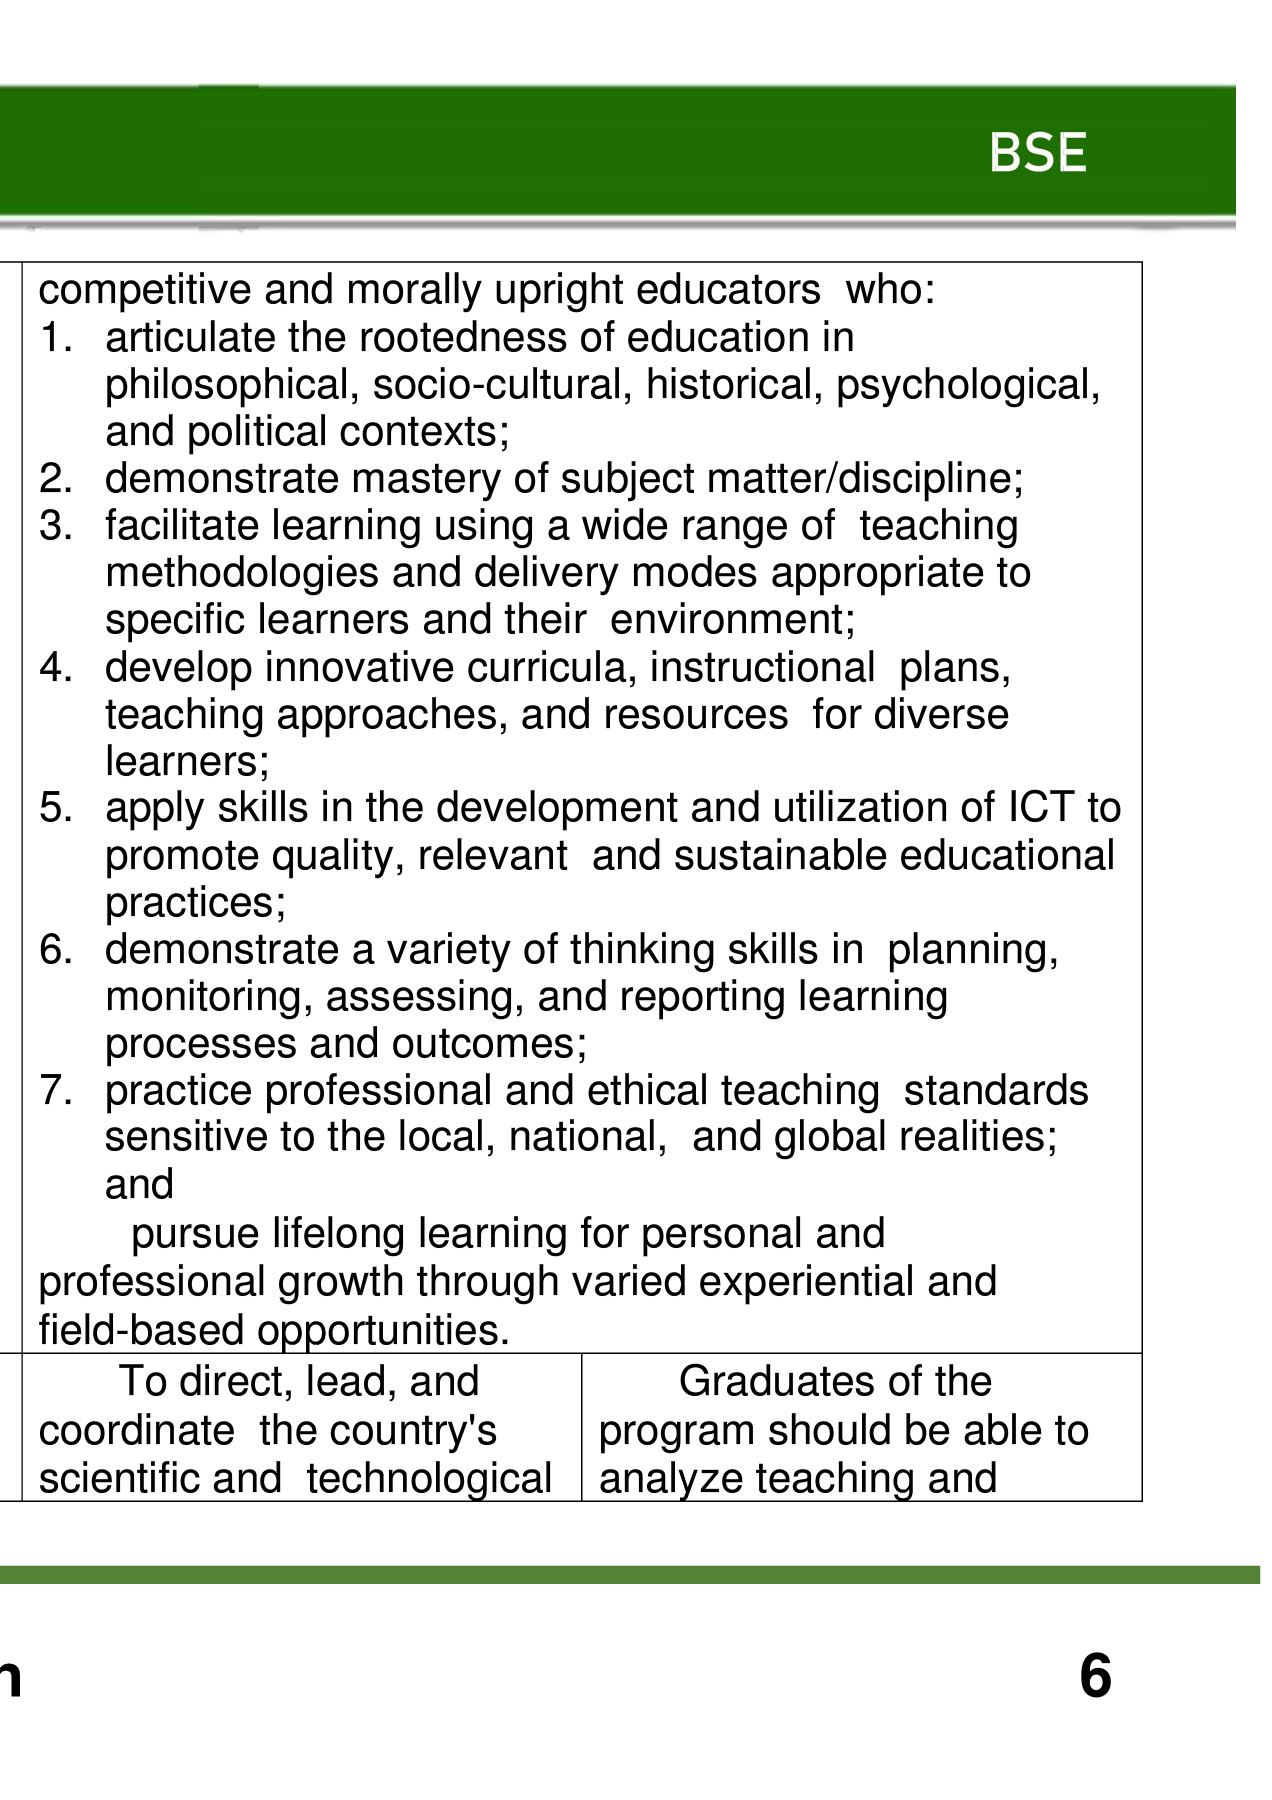 BSE
competitive and morally upright educators  who:
1. articulate the rootedness of education in
philosophical, socio-cultural, historical, psychological,
and political contexts;
2. demonstrate mastery of subject matter/discipline;
3. facilitate learning using a wide range of  teaching
methodologies and delivery modes appropriate to
specific learners and their  environment;
4. develop innovative curricula, instructional  plans,
teaching approaches, and resources  for diverse
learners;
5. apply skills in the development and utilization of ICT to
promote quality, relevant  and sustainable educational
practices;
6. demonstrate a variety of thinking skills in  planning,
monitoring, assessing, and reporting learning
processes and outcomes;
7. practice professional and ethical teaching  standards
sensitive to the local, national,  and global realities;
and
pursue lifelong learning for personal and
professional growth through varied experiential and
field-based opportunities.
To direct, lead, and
coordinate  the country's
scientific and  technological
Graduates of the
program should be able to
analyze teaching and
6